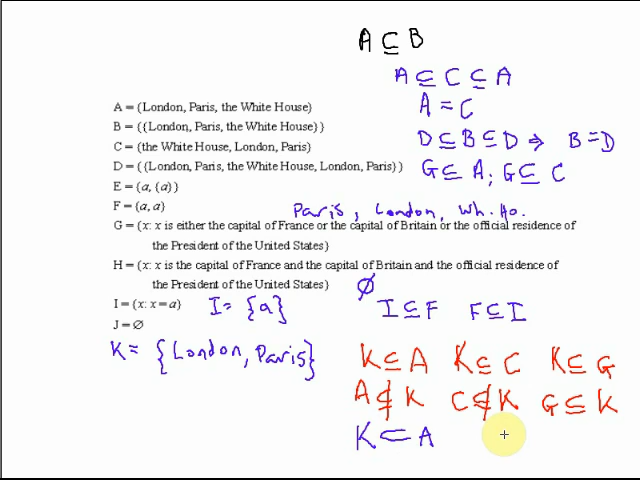 A ⊆ B
A ⊆ C ⊆ A
A = (London, Paris, the White House)
A = C
B = ({London, Paris, the White House})
D ⊆ B ⊆ D ⇒ B = D
C = (the White House, London, Paris)
D = ({London, Paris, the White House, London, Paris})
G ⊆ A; G ⊆ C
E = (a, {a})
F = (a, a)
Paris, London, Wh. Ho.
G = (x: x is either the capital of France or the capital of Britain or the official residence of
the President of the United States)
H = (x: x is the capital of France and the capital of Britain and the official residence of
the President of the United States) ∅
I = (x: x = a) I = {a} I ⊆ F F ⊆ I
J = ∅
K = {London, Paris}
K ⊆ A K ⊆ C K ⊆ G
A ⊈ K C ⊈ K G ⊆ K
K ⊂ A